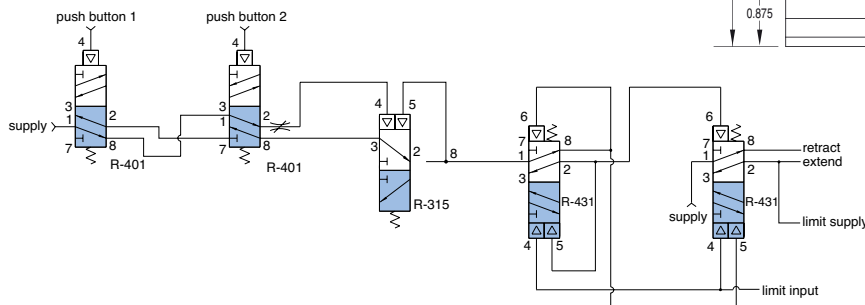 push button 1
push button 2
0.875
4
4
3
1
2
7
8
supply
R-401
3
1
2
7
8
R-401
4
5
3
2
R-315
8
6
7
8
1
2
3
R-431
4
5
6
7
8
1
2
3
R-431
4
5
supply
retract
extend
limit supply
limit input